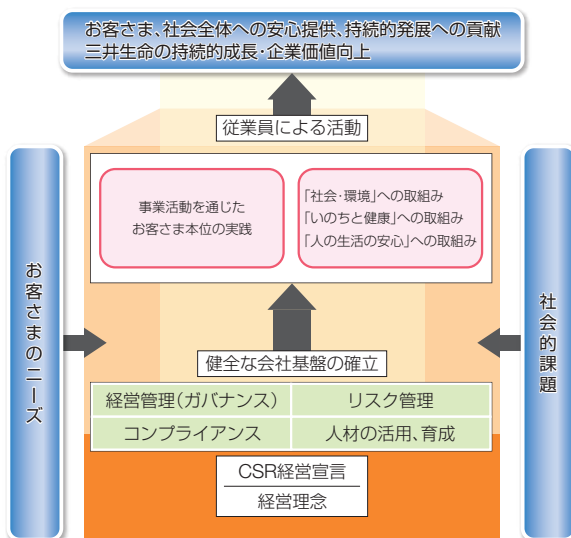 お客さま、社会全体への安心提供、持続的発展への貢献
三井生命の持続的成長・企業価値向上
従業員による活動
事業活動を通じた
お客さま本位の実践
「社会・環境」への取組み
「いのちと健康」への取組み
「人の生活の安心」への取組み
お客さまのニーズ
社会的課題
健全な会社基盤の確立
経営管理(ガバナンス)
リスク管理
コンプライアンス
人材の活用、育成
CSR経営宣言
経営理念